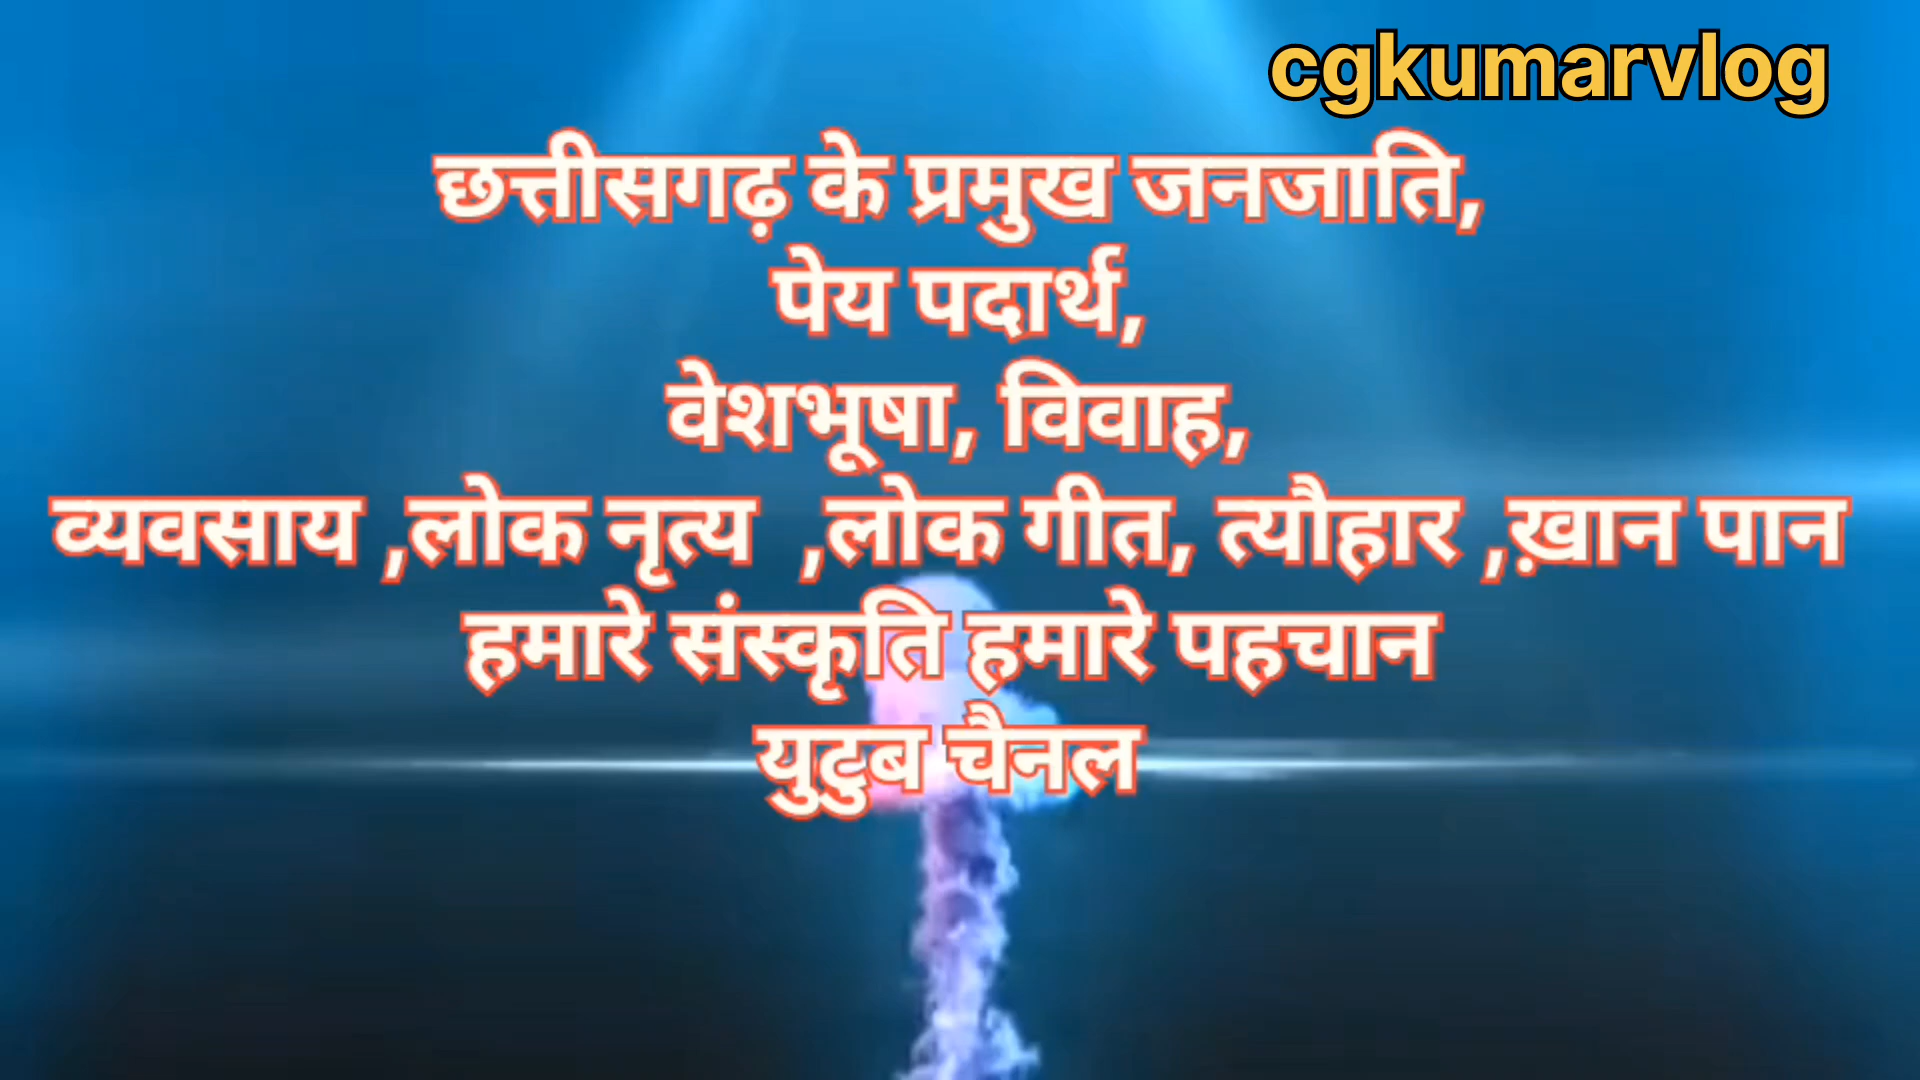 cgkumarvlog
छत्तीसगढ़ के प्रमुख जनजाति,
पेय पदार्थ,
वेशभूषा, विवाह,
व्यवसाय ,लोक नृत्य  ,लोक गीत, त्यौहार ,ख़ान पान
हमारे संस्कृति हमारे पहचान
युटुब चैनल